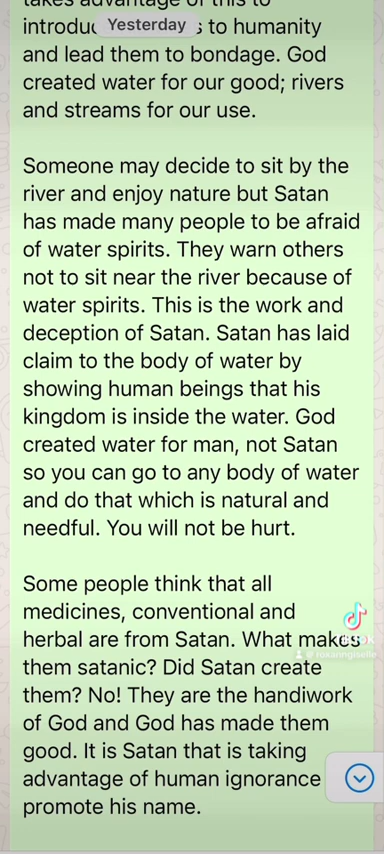 takes advantage of this to
introduc
Yesterday
s to humanity
and lead them to bondage. God
created water for our good; rivers
and streams for our use.
Someone may decide to sit by the
river and enjoy nature but Satan
has made many people to be afraid
of water spirits. They warn others
not to sit near the river because of
water spirits. This is the work and
deception of Satan. Satan has laid
claim to the body of water by
showing human beings that his
kingdom is inside the water. God
created water for man, not Satan
so you can go to any body of water
and do that which is natural and
needful. You will not be hurt.
Some people think that all
medicines, conventional and
herbal are from Satan. What makes
them satanic? Did Satan create
them? No! They are the handiwork
of God and God has made them
good. It is Satan that is taking
advantage of human ignorance
promote his name.